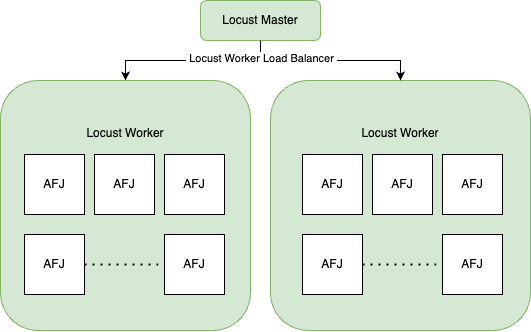 Locust Master
Locust Worker Load Balancer
Locust Worker
AFJ AFJ AFJ
AFJ AFJ
Locust Worker
AFJ AFJ AFJ
AFJ AFJ